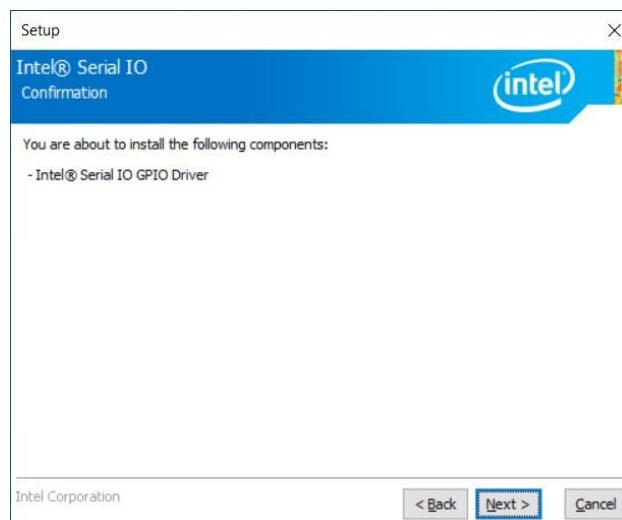 Setup
Intel® Serial IO
Confirmation
intel
You are about to install the following components:
- Intel® Serial IO GPIO Driver
Intel Corporation
< Back
Next >
Cancel